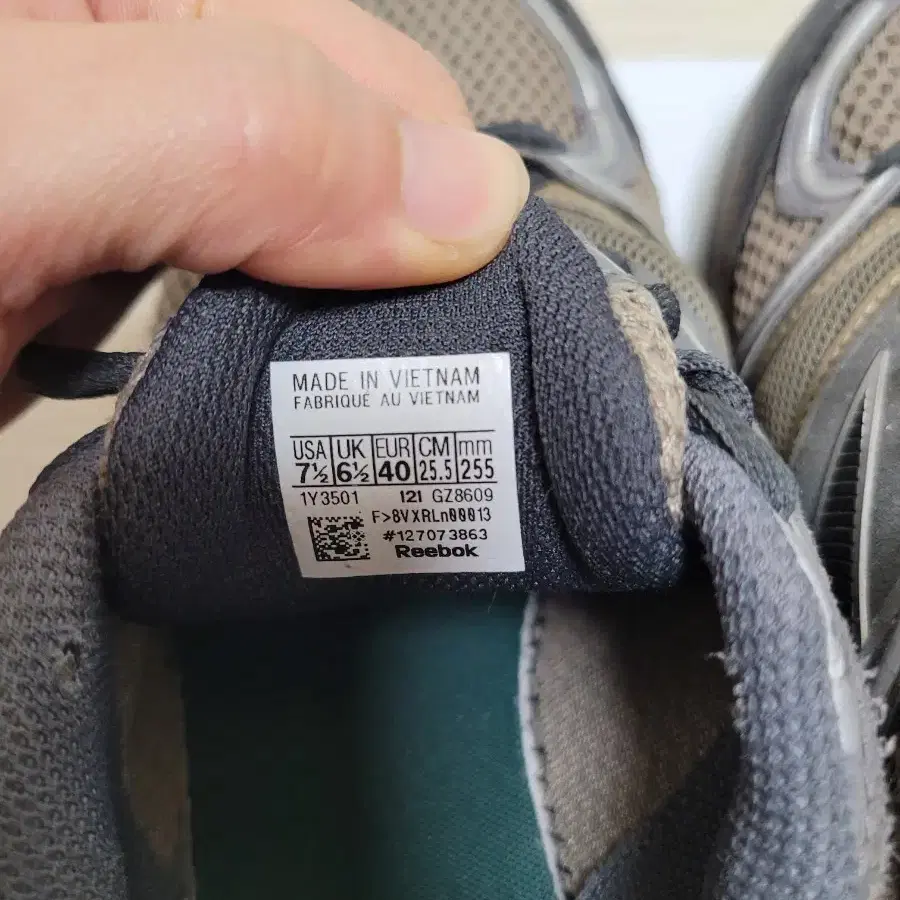 MADE IN VIETNAM
FABRIQUÉ AU VIETNAM
USA UK EUR CM mm
7½ 6½ 40 25.5 255
1Y3501 121 GZ8609
F>8VXRLn00013
#127073863
Reebok